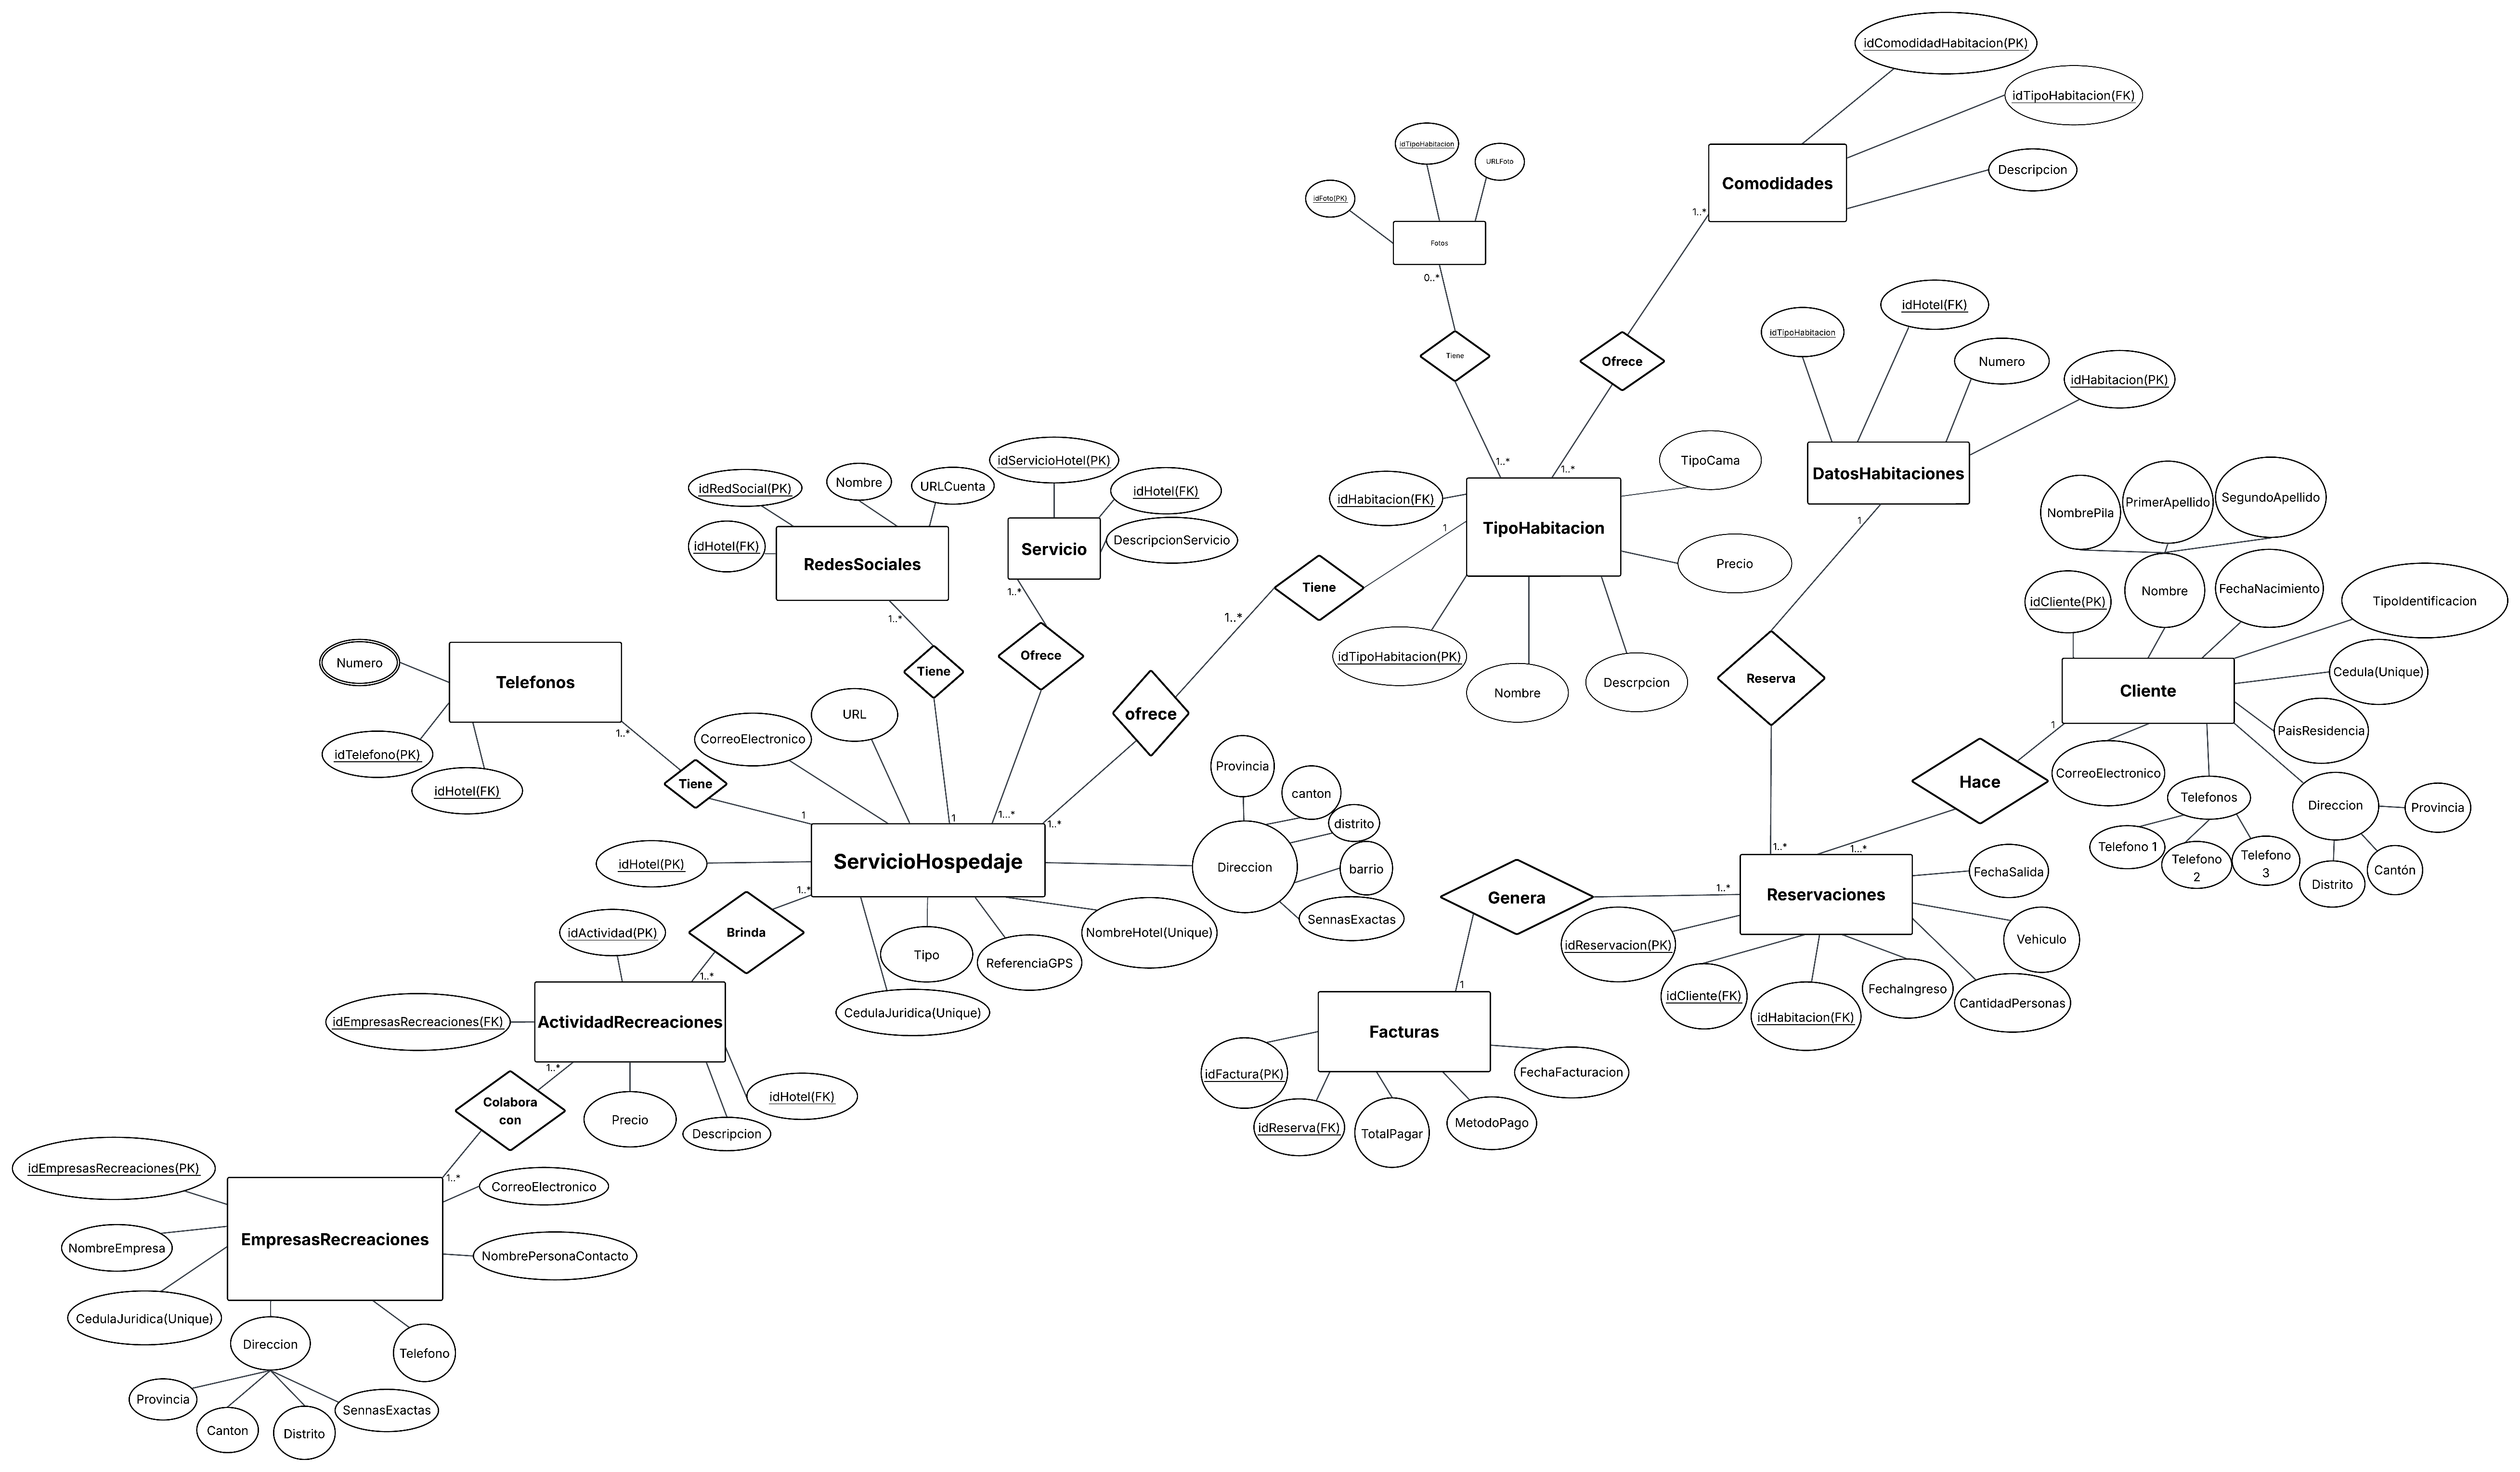 idComodidadHabitacion(PK)
idTipoHabitacion(FK)
Comodidades
Descripcion
1..*
idTipoHabitacion
URLFoto
idFoto(PK)
Fotos
0..*
Tiene
Ofrece
1..*
1..*
idHotel(FK)
idTipoHabitacion
Numero
idHabitacion(PK)
DatosHabitaciones
1
TipoCama
idHabitacion(FK)
TipoHabitacion
1
Precio
idTipoHabitacion(PK)
Nombre
Descrpcion
Tiene
1..*
ofrece
1..*
idServicioHotel(PK)
idHotel(FK)
DescripcionServicio
Servicio
1..*
Ofrece
1...*
idRedSocial(PK)
Nombre
URLCuenta
idHotel(FK)
RedesSociales
1..*
Tiene
1
Numero
Telefonos
idTelefono(PK)
idHotel(FK)
1..*
Tiene
1
CorreoElectronico
URL
idHotel(PK)
ServicioHospedaje
Provincia
canton
distrito
Direccion
barrio
SennasExactas
NombreHotel(Unique)
Tipo
ReferenciaGPS
CedulaJuridica(Unique)
1..*
Brinda
1..*
idActividad(PK)
idEmpresasRecreaciones(FK)
ActividadRecreaciones
Precio
Descripcion
idHotel(FK)
1..*
Colabora
con
1..*
idEmpresasRecreaciones(PK)
CorreoElectronico
NombreEmpresa
EmpresasRecreaciones
NombrePersonaContacto
CedulaJuridica(Unique)
Direccion
Telefono
Provincia
Canton
Distrito
SennasExactas
Reserva
1..*
NombrePila
PrimerApellido
SegundoApellido
idCliente(PK)
Nombre
FechaNacimiento
TipoIdentificacion
Cliente
Cedula(Unique)
PaisResidencia
CorreoElectronico
Telefonos
Telefono 1
Telefono
2
Telefono
3
Direccion
Provincia
Cantón
Distrito
1
Hace
1...*
Reservaciones
FechaSalida
Vehiculo
CantidadPersonas
FechaIngreso
idHabitacion(FK)
idCliente(FK)
idReservacion(PK)
1..*
Genera
1
Facturas
idFactura(PK)
idReserva(FK)
TotalPagar
MetodoPago
FechaFacturacion